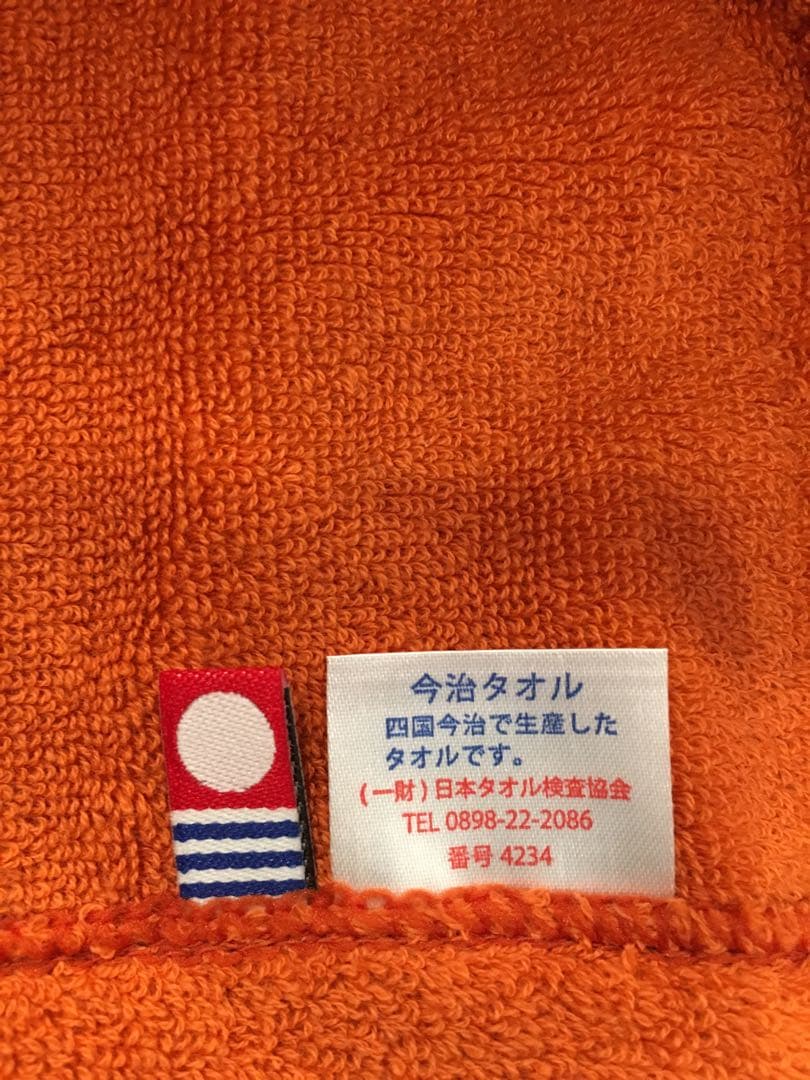 今治タオル
四国今治で生産した
タオルです。
(一財)日本タオル検査協会
TEL 0898-22-2086
番号 4234